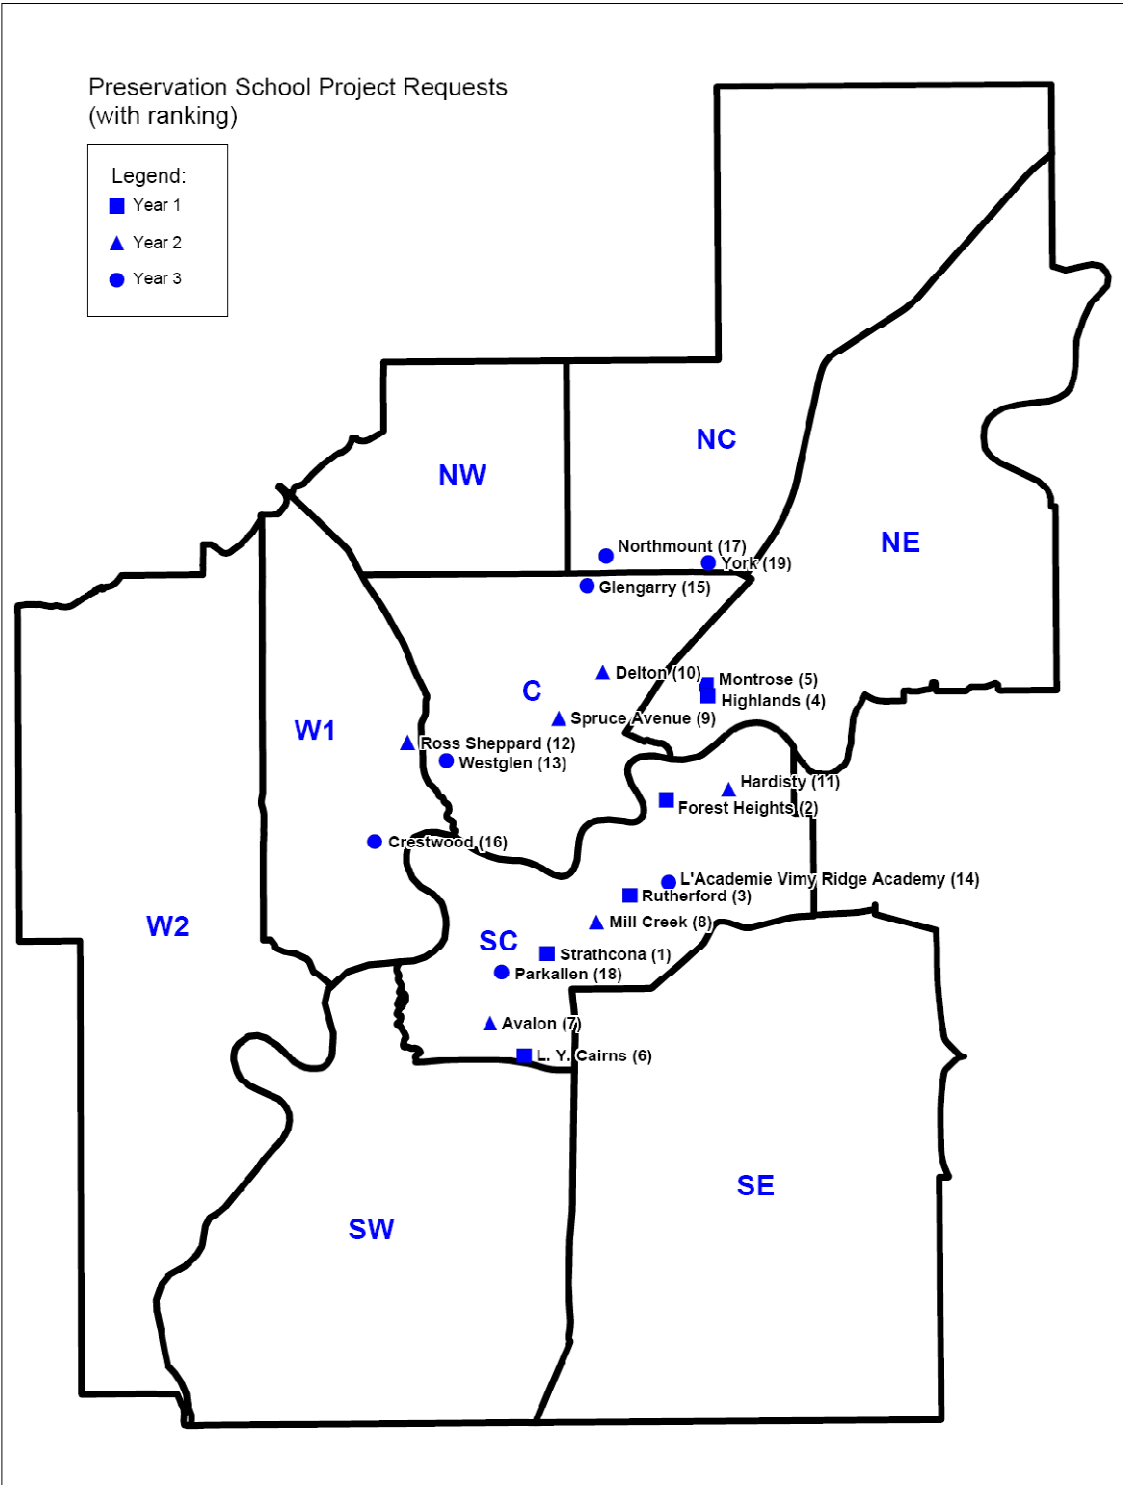 Preservation School Project Requests
(with ranking)
Legend:
Year 1
Year 2
Year 3
NC
NW
NE
Northmount (17)
York (19)
Glengarry (15)
Delton (10)
Montrose (5)
C
Highlands (4)
Spruce Avenue (9)
W1
Ross Sheppard (12)
Westglen (13)
Hardisty (11)
Forest Heights (2)
Crestwood (16)
L'Academie Vimy Ridge Academy (14)
Rutherford (3)
W2
Mill Creek (8)
SC
Strathcona (1)
Parkallen (18)
Avalon (7)
L. Y. Cairns (6)
SE
SW